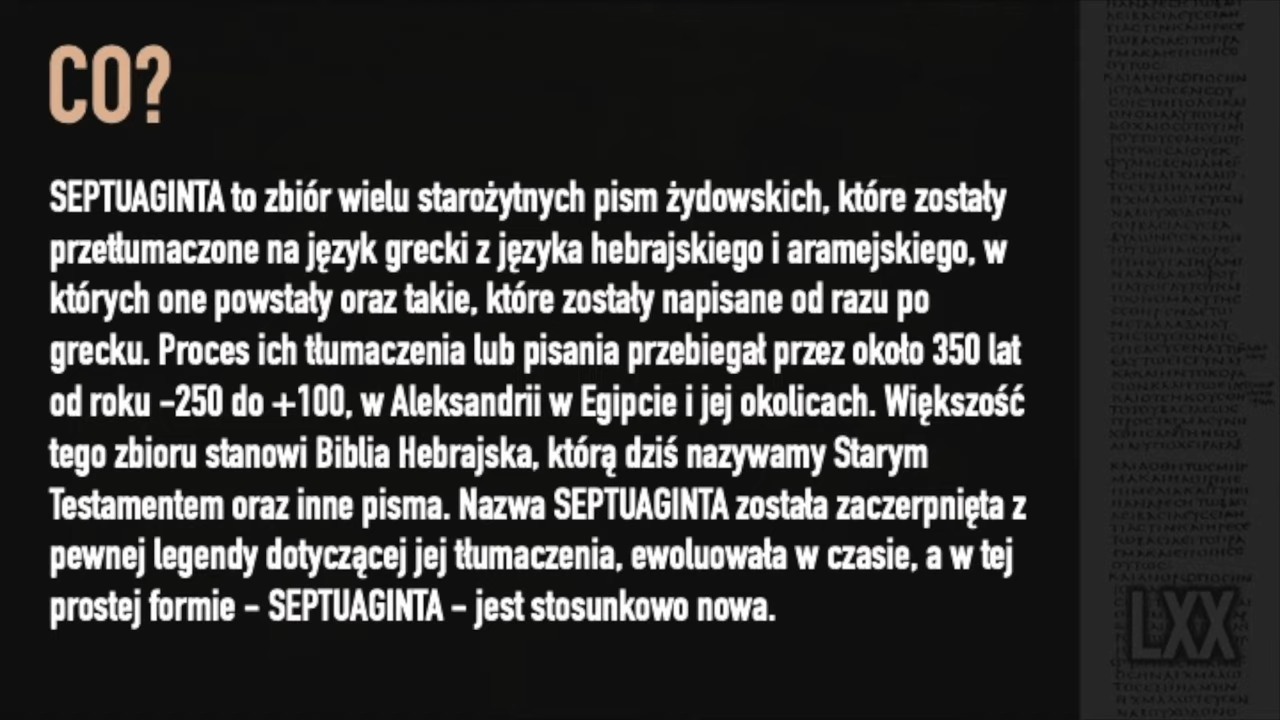 CO?
SEPTUAGINTA to zbiór wielu starożytnych pism żydowskich, które zostały
przetłumaczone na język grecki z języka hebrajskiego i aramejskiego, w
których one powstały oraz takie, które zostały napisane od razu po
grecku. Proces ich tłumaczenia lub pisania przebiegał przez około 350 lat
od roku -250 do +100, w Aleksandrii w Egipcie i jej okolicach. Większość
tego zbioru stanowi Biblia Hebrajska, którą dziś nazywamy Starym
Testamentem oraz inne pisma. Nazwa SEPTUAGINTA została zaczerpnięta z
pewnej legendy dotyczącej jej tłumaczenia, ewoluowała w czasie, a w tej
prostej formie - SEPTUAGINTA - jest stosunkowo nowa.
LXX